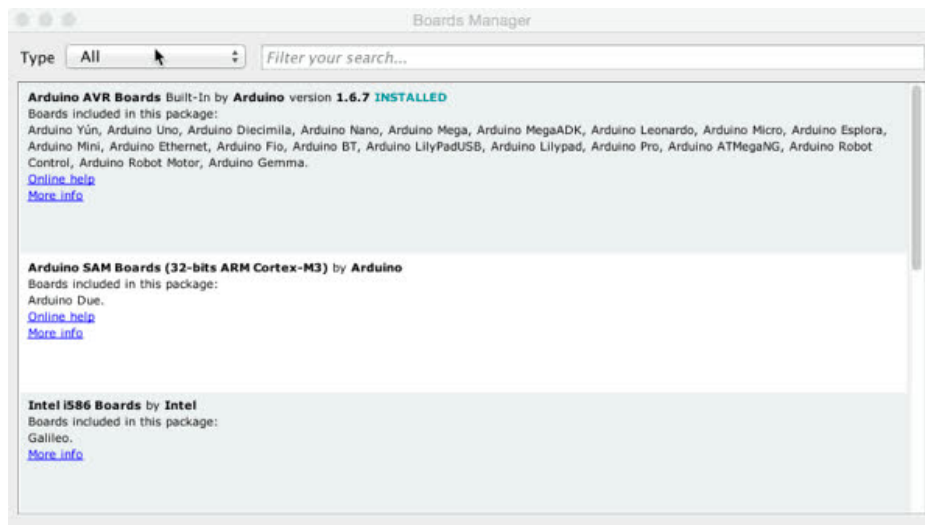 Boards Manager
Type All Filter your search...
Arduino AVR Boards Built-In by Arduino version 1.6.7 INSTALLED
Boards included in this package:
Arduino Yún, Arduino Uno, Arduino Diecimila, Arduino Nano, Arduino Mega, Arduino MegaADK, Arduino Leonardo, Arduino Micro, Arduino Esplora,
Arduino Mini, Arduino Ethernet, Arduino Fio, Arduino BT, Arduino LilyPadUSB, Arduino Lilypad, Arduino Pro, Arduino ATMegaNG, Arduino Robot
Control, Arduino Robot Motor, Arduino Gemma.
Online help
More info
Arduino SAM Boards (32-bits ARM Cortex-M3) by Arduino
Boards included in this package:
Arduino Due.
Online help
More info
Intel i586 Boards by Intel
Boards included in this package:
Galileo.
More info